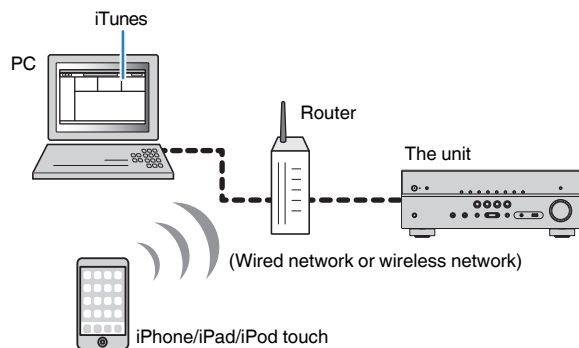 iTunes
PC
Router
The unit
(Wired network or wireless network)
iPhone/iPad/iPod touch